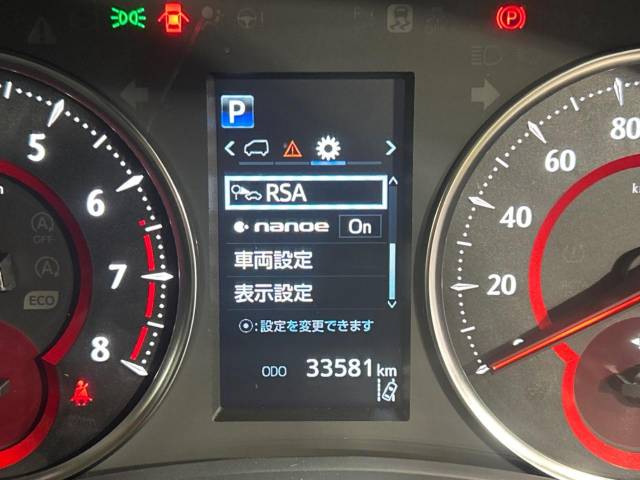 P
RSA
nanoe On
車両設定
表示設定
:設定を変更できます
ODO 33581 km
5
6
7
8
A
OFF
A
ECO
20
40
60
80
P